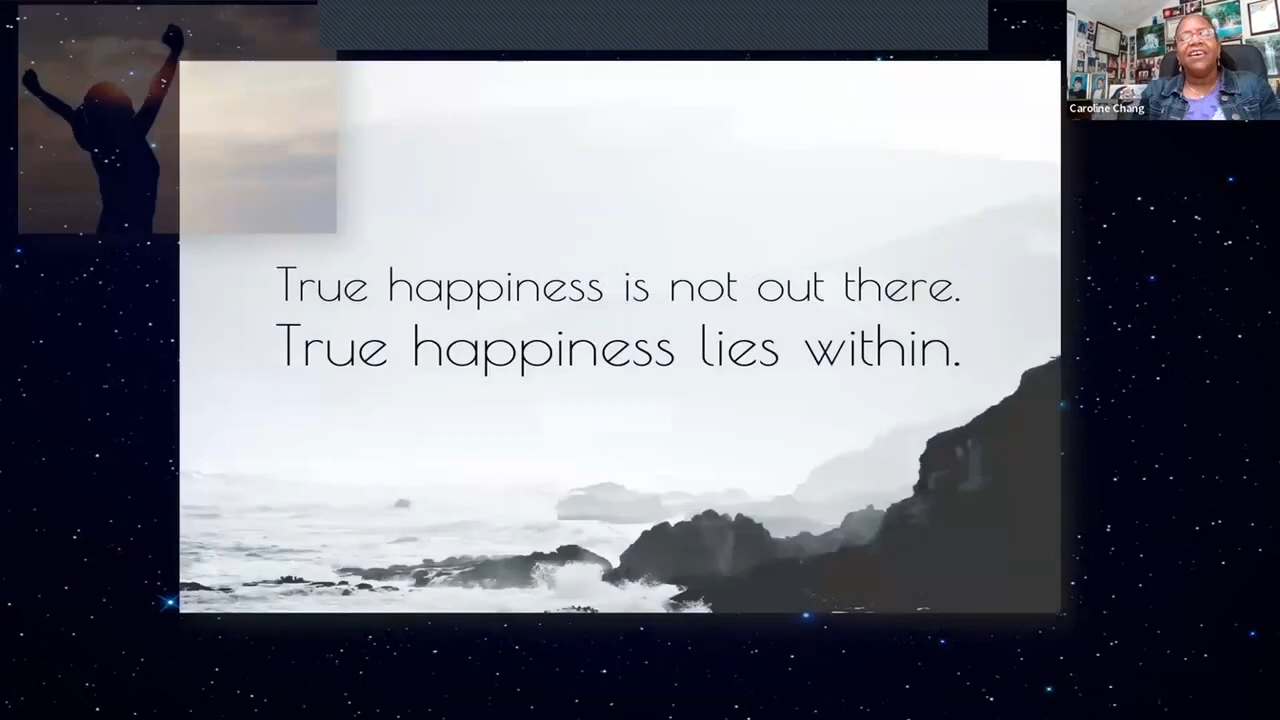 Caroline Chang
True happiness is not out there.
True happiness lies within.